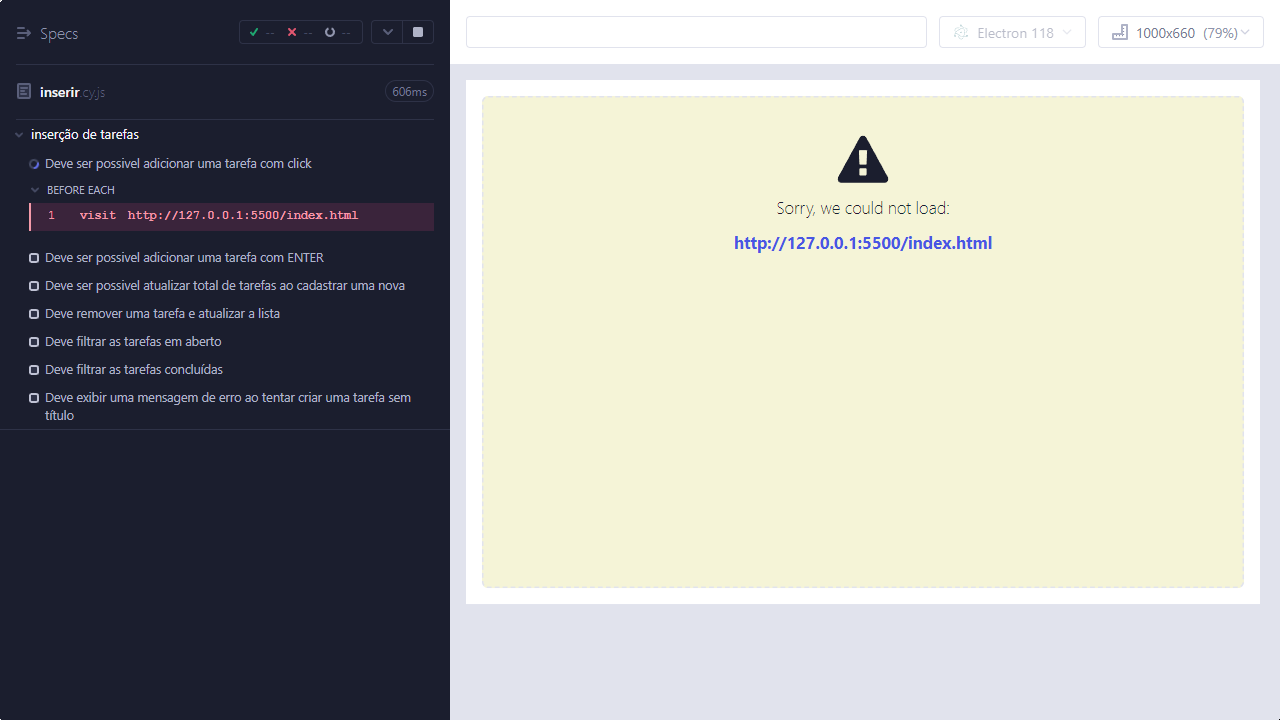 Specs
-- -- --
inserir.cy.js
606ms
inserção de tarefas
Deve ser possivel adicionar uma tarefa com click
BEFORE EACH
1 visit http://127.0.0.1:5500/index.html
Deve ser possivel adicionar uma tarefa com ENTER
Deve ser possivel atualizar total de tarefas ao cadastrar uma nova
Deve remover uma tarefa e atualizar a lista
Deve filtrar as tarefas em aberto
Deve filtrar as tarefas concluídas
Deve exibir uma mensagem de erro ao tentar criar uma tarefa sem
título
Electron 118
1000x660 (79%)
Sorry, we could not load:
http://127.0.0.1:5500/index.html